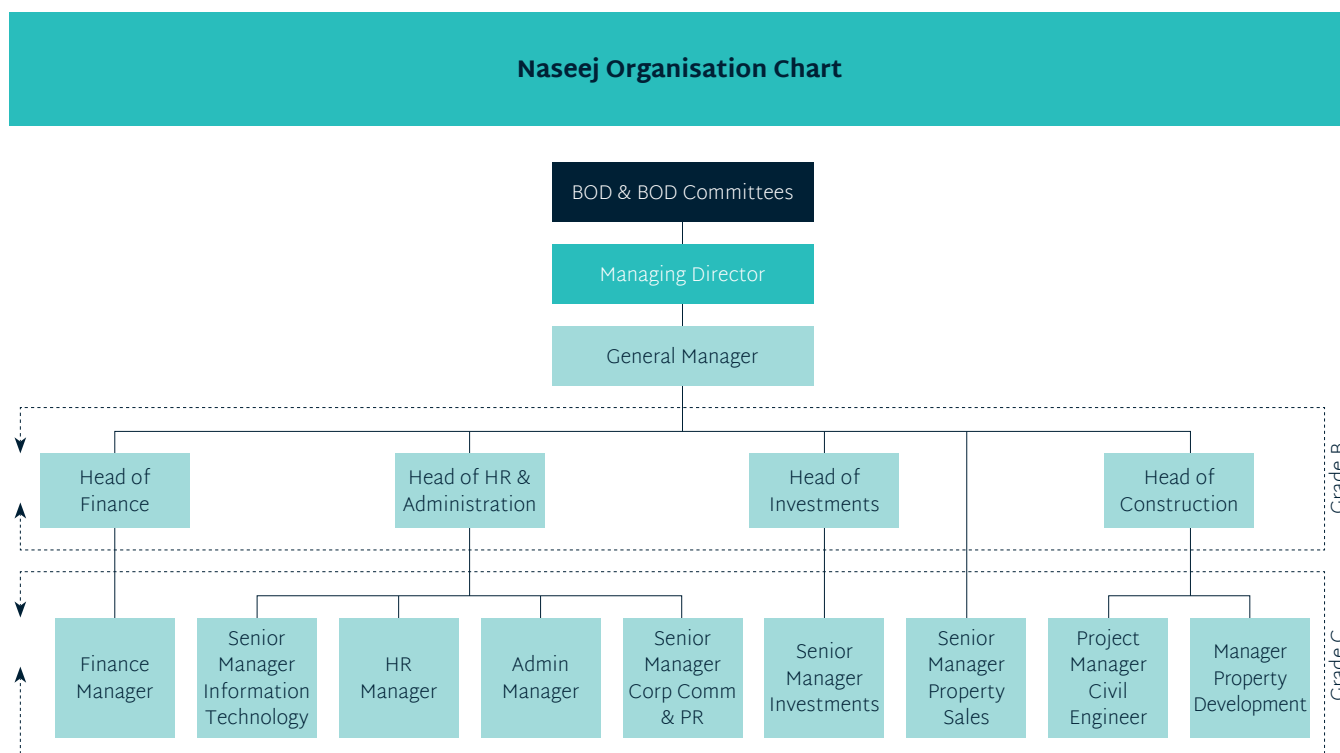 Naseej Organisation Chart
BOD & BOD Committees
Managing Director
General Manager
Head of
Finance
Head of HR &
Administration
Head of
Investments
Head of
Construction
Grade B
Finance
Manager
Senior
Manager
Information
Technology
HR
Manager
Admin
Manager
Senior
Manager
Corp Comm
& PR
Senior
Manager
Investments
Senior
Manager
Property
Sales
Project
Manager
Civil
Engineer
Manager
Property
Development
Grade C